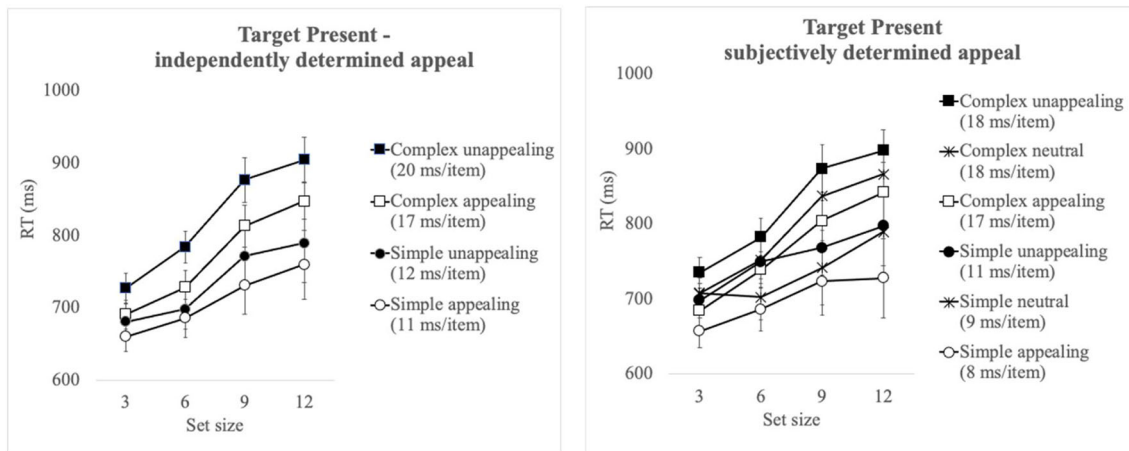 Target Present -
independently determined appeal
1000
900
800
700
600
RT (ms)
3 6 9 12
Set size
Complex unappealing
(20 ms/item)
Complex appealing
(17 ms/item)
Simple unappealing
(12 ms/item)
Simple appealing
(11 ms/item)
Target Present
subjectively determined appeal
1000
900
800
700
600
RT (ms)
3 6 9 12
Set size
Complex unappealing
(18 ms/item)
Complex neutral
(18 ms/item)
Complex appealing
(17 ms/item)
Simple unappealing
(11 ms/item)
Simple neutral
(9 ms/item)
Simple appealing
(8 ms/item)